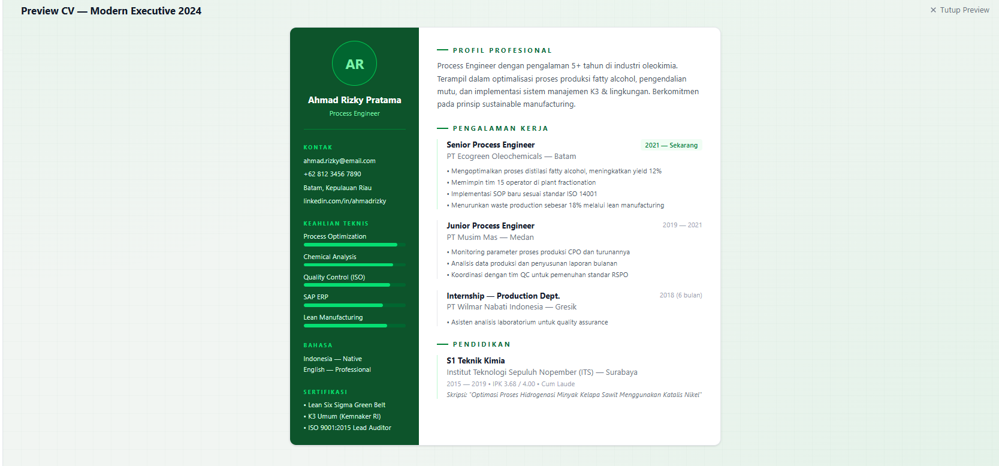 Preview CV — Modern Executive 2024
✕ Tutup Preview
AR
Ahmad Rizky Pratama
Process Engineer
KONTAK
ahmad.rizky@email.com
+62 812 3456 7890
Batam, Kepulauan Riau
linkedin.com/in/ahmadrizky
KEAHLIAN TEKNIS
Process Optimization
Chemical Analysis
Quality Control (ISO)
SAP ERP
Lean Manufacturing
BAHASA
Indonesia — Native
English — Professional
SERTIFIKASI
• Lean Six Sigma Green Belt
• K3 Umum (Kemnaker RI)
• ISO 9001:2015 Lead Auditor
PROFIL PROFESIONAL
Process Engineer dengan pengalaman 5+ tahun di industri oleokimia.
Terampil dalam optimalisasi proses produksi fatty alcohol, pengendalian
mutu, dan implementasi sistem manajemen K3 & lingkungan. Berkomitmen
pada prinsip sustainable manufacturing.
PENGALAMAN KERJA
Senior Process Engineer
2021 — Sekarang
PT Ecogreen Oleochemicals — Batam
• Mengoptimalkan proses distilasi fatty alcohol, meningkatkan yield 12%
• Memimpin tim 15 operator di plant fractionation
• Implementasi SOP baru sesuai standar ISO 14001
• Menurunkan waste production sebesar 18% melalui lean manufacturing
Junior Process Engineer
2019 — 2021
PT Musim Mas — Medan
• Monitoring parameter proses produksi CPO dan turunannya
• Analisis data produksi dan penyusunan laporan bulanan
• Koordinasi dengan tim QC untuk pemenuhan standar RSPO
Internship — Production Dept.
2018 (6 bulan)
PT Wilmar Nabati Indonesia — Gresik
• Asisten analisis laboratorium untuk quality assurance
PENDIDIKAN
S1 Teknik Kimia
Institut Teknologi Sepuluh Nopember (ITS) — Surabaya
2015 — 2019 • IPK 3.68 / 4.00 • Cum Laude
Skripsi: "Optimasi Proses Hidrogenasi Minyak Kelapa Sawit Menggunakan Katalis Nikel"